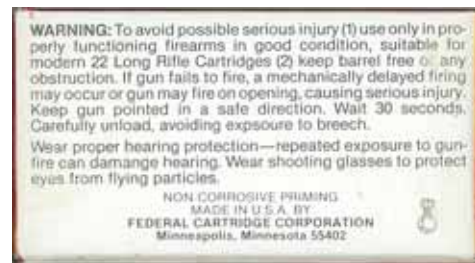 WARNING: To avoid possible serious injury (1) use only in pro-
perly functioning firearms in good condition, suitable for
modern 22 Long Rifle Cartridges (2) keep barrel free of any
obstruction. If gun fails to fire, a mechanically delayed firing
may occur or gun may fire on opening, causing serious injury.
Keep gun pointed in a safe direction. Wait 30 seconds.
Carefully unload, avoiding expsoure to breech.
Wear proper hearing protection—repeated exposure to gun-
fire can damange hearing. Wear shooting glasses to protect
eyes from flying particles.
NON CORROSIVE PRIMING
MADE IN U.S.A. BY
FEDERAL CARTRIDGE CORPORATION
Minneapolis, Minnesota 55402